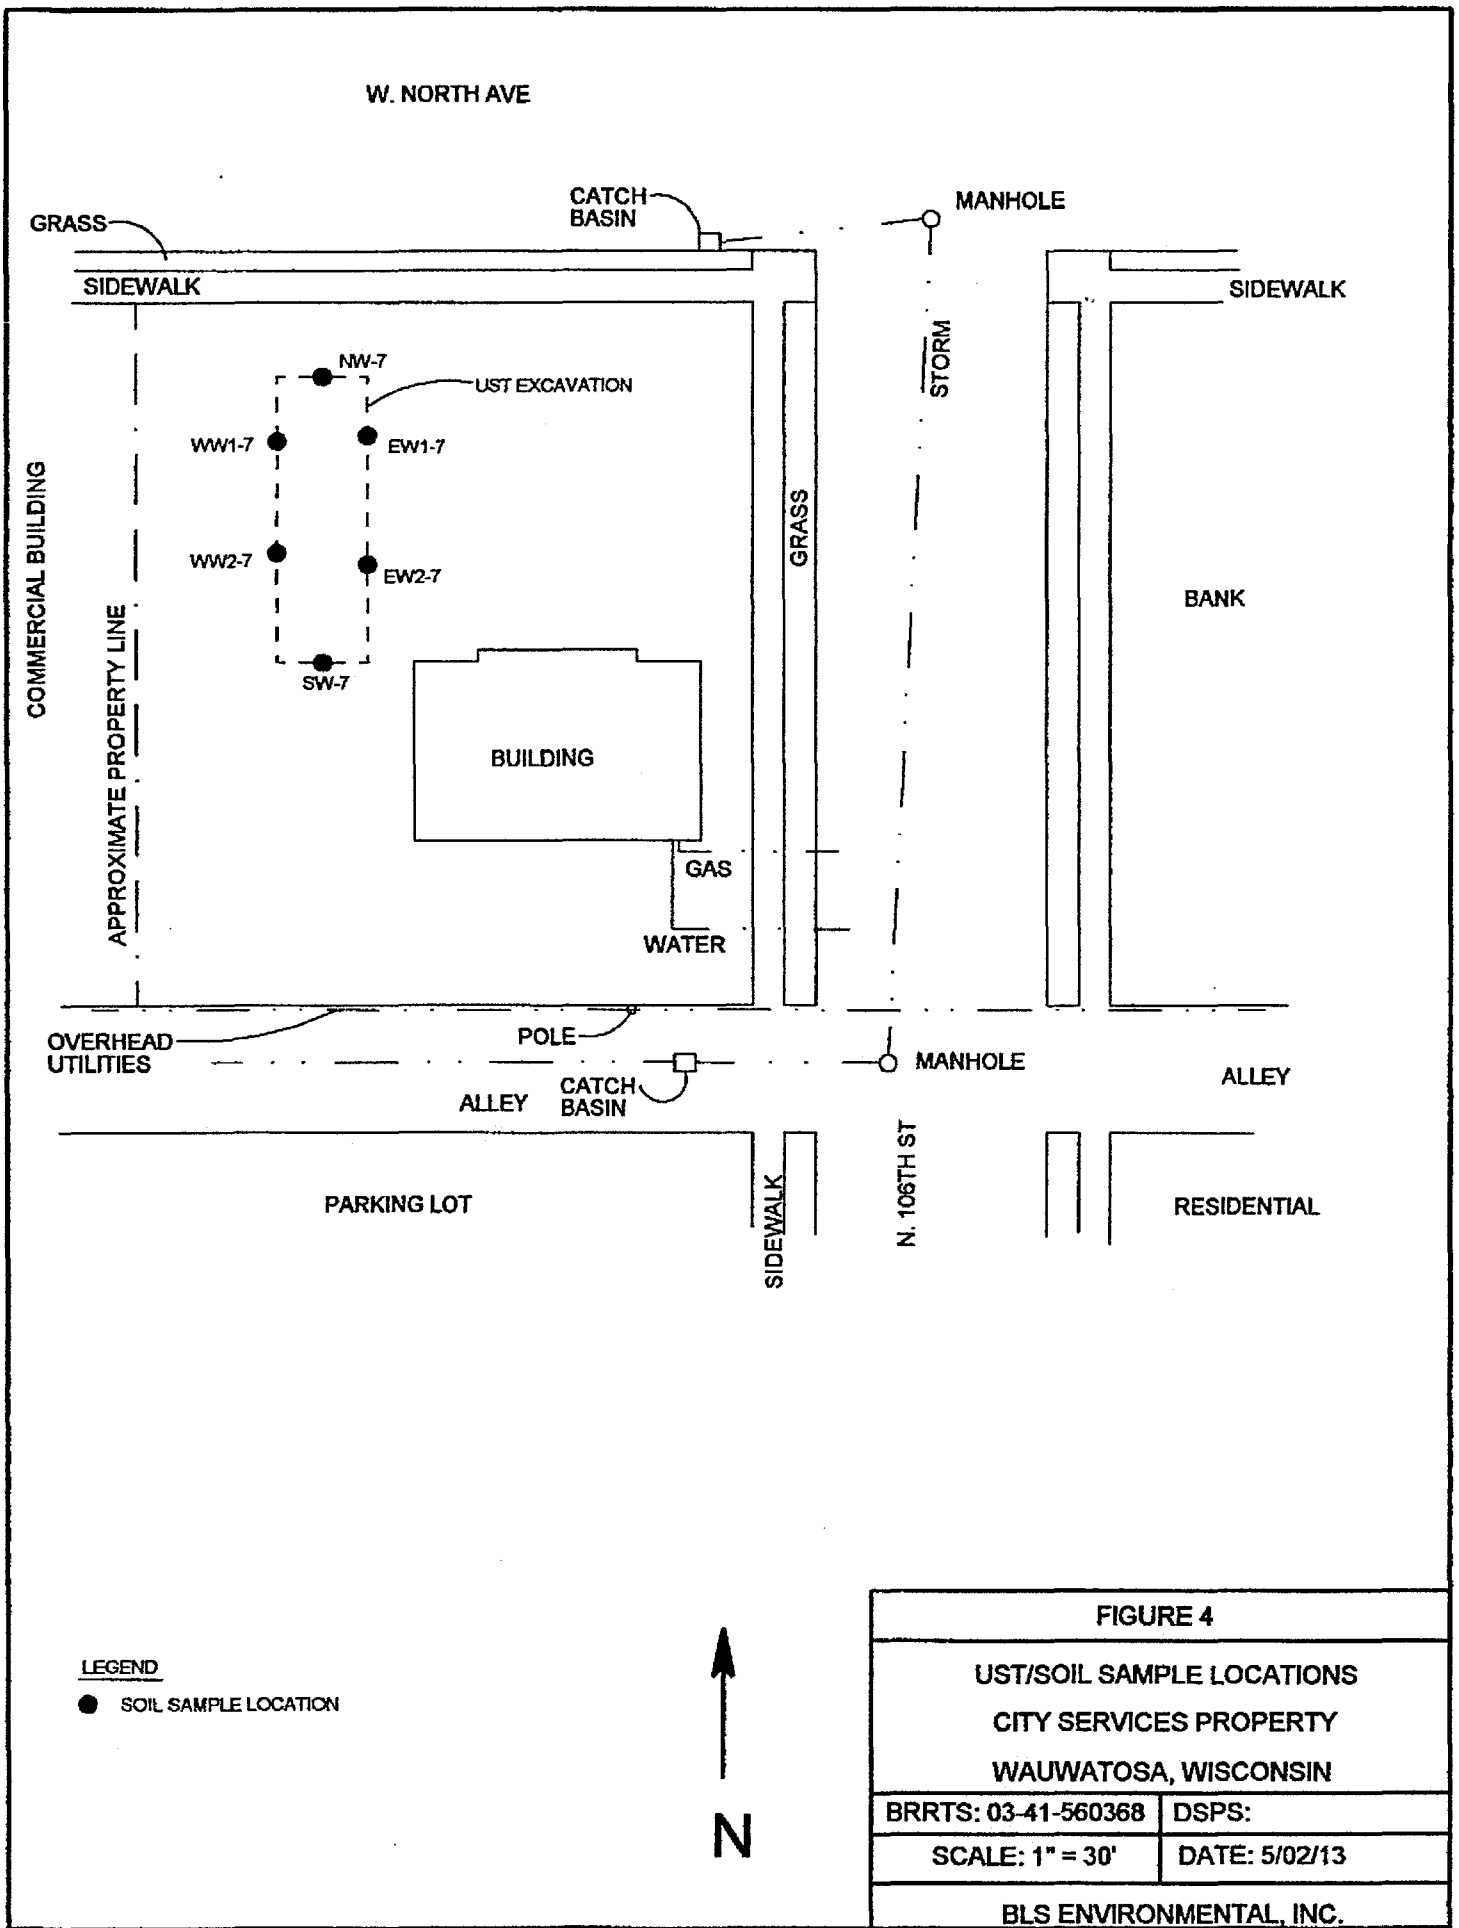 W. NORTH AVE
CATCH
BASIN
MANHOLE
GRASS
SIDEWALK
SIDEWALK
STORM
NW-7
UST EXCAVATION
WW1-7
EW1-7
COMMERCIAL BUILDING
GRASS
WW2-7
EW2-7
BANK
APPROXIMATE PROPERTY LINE
SW-7
BUILDING
GAS
WATER
OVERHEAD
UTILITIES
POLE
MANHOLE
CATCH
BASIN
ALLEY
ALLEY
N. 106TH ST
PARKING LOT
SIDEWALK
RESIDENTIAL
LEGEND
SOIL SAMPLE LOCATION
N
FIGURE 4
UST/SOIL SAMPLE LOCATIONS
CITY SERVICES PROPERTY
WAUWATOSA, WISCONSIN
BRRTS: 03-41-560368
DSPS:
SCALE: 1" = 30'
DATE: 5/02/13
BLS ENVIRONMENTAL, INC.